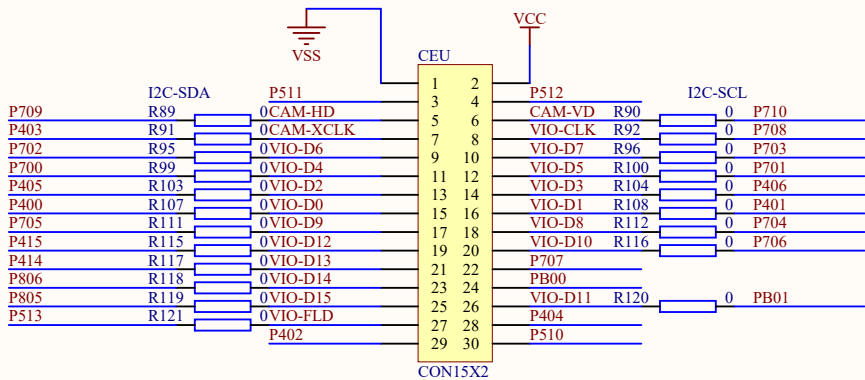 VSS
VCC
CEU
1 2
I2C-SDA I2C-SCL
P511 3 4 P512
P709 R89 0 CAM-HD 5 6 CAM-VD R90 0 P710
P403 R91 0 CAM-XCLK 7 8 VIO-CLK R92 0 P708
P702 R95 0 VIO-D6 9 10 VIO-D7 R96 0 P703
P700 R99 0 VIO-D4 11 12 VIO-D5 R100 0 P701
P405 R103 0 VIO-D2 13 14 VIO-D3 R104 0 P406
P400 R107 0 VIO-D0 15 16 VIO-D1 R108 0 P401
P705 R111 0 VIO-D9 17 18 VIO-D8 R112 0 P704
P415 R115 0 VIO-D12 19 20 VIO-D10 R116 0 P706
P414 R117 0 VIO-D13 21 22 P707
P806 R118 0 VIO-D14 23 24 PB00
P805 R119 0 VIO-D15 25 26 VIO-D11 R120 0 PB01
P513 R121 0 VIO-FLD 27 28 P404
P402 29 30 P510
CON15X2